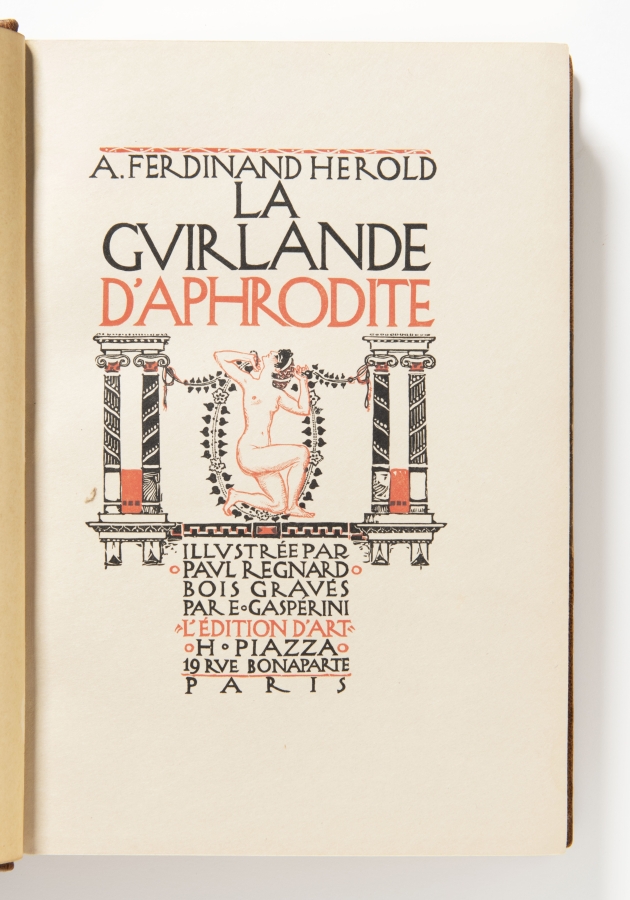 A. FERDINAND HEROLD
LA
GVIRLANDE
D'APHRODITE
ILLVSTRÉE PAR
PAVL REGNARD
BOIS GRAVÉS
PAR E∘GASPÉRINI
"L'ÉDITION D'ART"
H∘PIAZZA
19 RVE BONAPARTE
PARIS